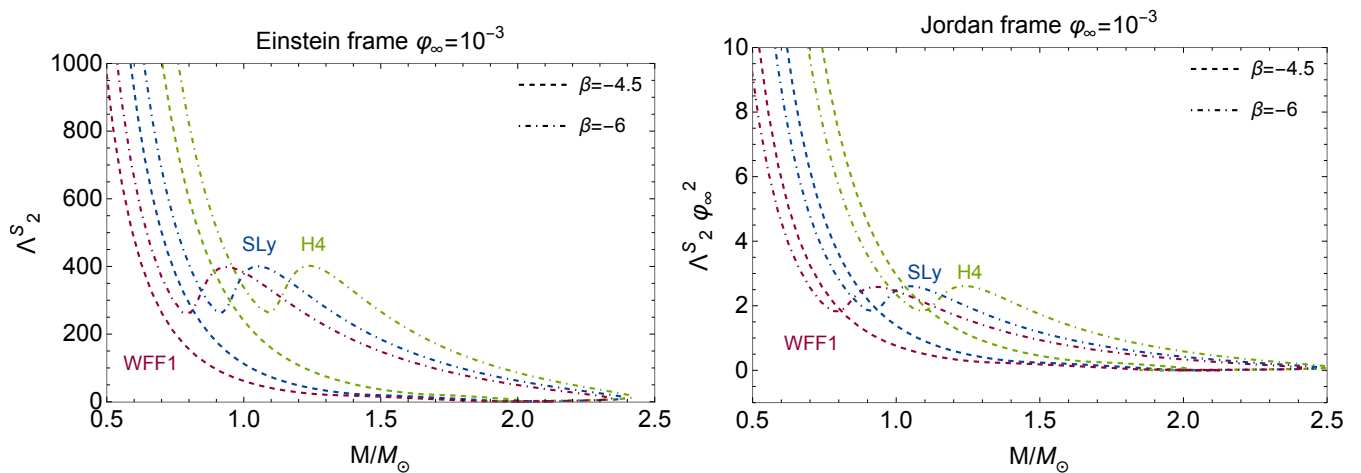 Einstein frame φ∞=10⁻³
1000
800
600
400
200
0
Λ^S_2
β=−4.5
β=−6
SLy
H4
WFF1
0.5
1.0
1.5
2.0
2.5
M/M⊙
Jordan frame φ∞=10⁻³
10
8
6
4
2
0
Λ^S_2 φ∞^2
β=−4.5
β=−6
SLy
H4
WFF1
0.5
1.0
1.5
2.0
2.5
M/M⊙